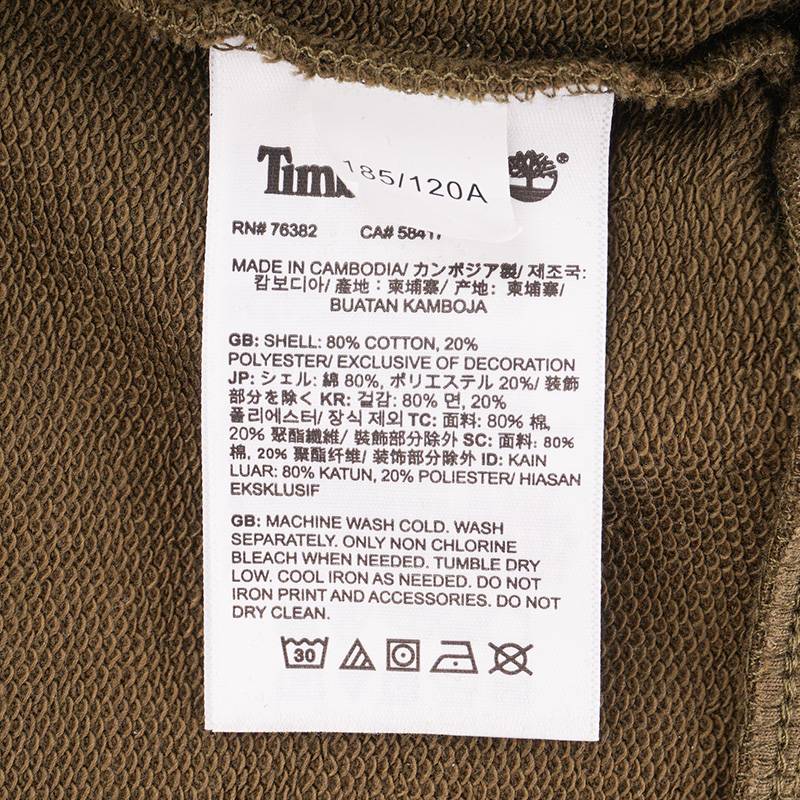 185/120A
RN# 76382 CA#
MADE IN CAMBODIA/ カンボジア製/ 제조국:
캄보디아/ 產地：柬埔寨/ 产地：柬埔寨/
BUATAN KAMBOJA
GB: SHELL: 80% COTTON, 20%
POLYESTER/ EXCLUSIVE OF DECORATION
JP: シェル: 綿 80%, ポリエステル 20%/ 装飾
部分を除く KR: 겉감: 80% 면, 20%
폴리에스터/ 장식 제외 TC: 面料: 80% 棉,
20% 聚酯纖維/ 裝飾部分除外 SC: 面料: 80%
棉, 20% 聚酯纤维/ 装饰部分除外 ID: KAIN
LUAR: 80% KATUN, 20% POLIESTER/ HIASAN
EKSKLUSIF
GB: MACHINE WASH COLD. WASH
SEPARATELY. ONLY NON CHLORINE
BLEACH WHEN NEEDED. TUMBLE DRY
LOW. COOL IRON AS NEEDED. DO NOT
IRON PRINT AND ACCESSORIES. DO NOT
DRY CLEAN.
30